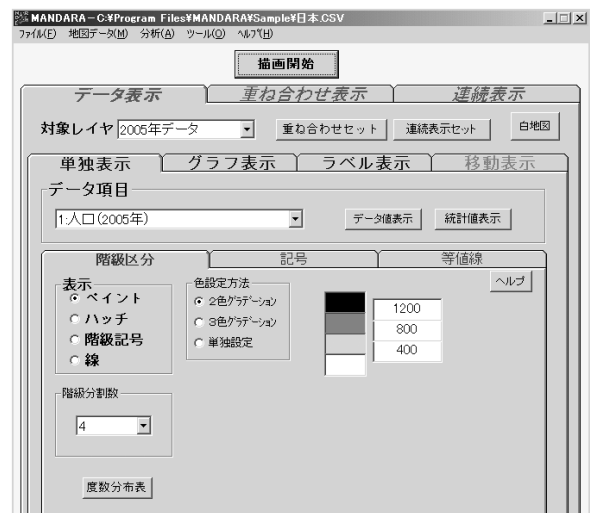 MANDARA－C:¥Program Files¥MANDARA¥Sample¥日本.CSV
ﾌｧｲﾙ(F) 地図データ(M) 分析(A) ツール(O) ﾍﾙﾌﾟ(H)
描画開始
データ表示 重ね合わせ表示 連続表示
対象レイヤ 2005年データ 重ね合わせセット 連続表示セット 白地図
単独表示 グラフ表示 ラベル表示 移動表示
データ項目
1:人口(2005年) データ値表示 統計値表示
階級区分 記号 等値線
表示 色設定方法 ヘルプ
ペイント 2色ｸﾞﾗﾃﾞｰｼｮﾝ
ハッチ 3色ｸﾞﾗﾃﾞｰｼｮﾝ
階級記号 単独設定
線
1200
800
400
階級分割数
4
度数分布表